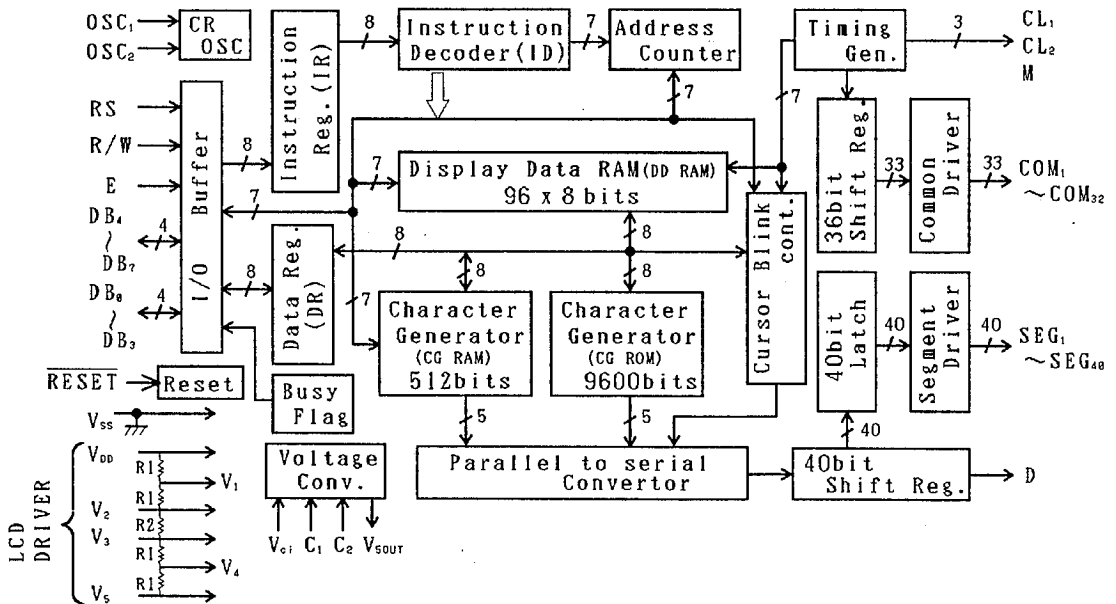 OSC₁
OSC₂
CR
OSC
Instruction
Reg. (IR)
8
Instruction
Decoder(ID)
7
Address
Counter
Timing
Gen.
3
CL₁
CL₂
M
RS
R/W
E
DB₄
~
DB₇
4
DB₀
~
DB₃
4
I/O Buffer
8
7
8
7
7
7
Display Data RAM(DD RAM)
96 x 8 bits
36bit
Shift Reg.
33
Common
Driver
33
COM₁
~COM₃₂
Data Reg.
(DR)
8
8
8
8
7
Character
Generator
(CG RAM)
512bits
Character
Generator
(CG ROM)
9600bits
Cursor Blink
cont.
40bit
Latch
40
Segment
Driver
40
SEG₁
~SEG₄₀
RESET
Reset
Busy
Flag
5
5
40
Parallel to serial
Convertor
40bit
Shift Reg.
D
Voltage
Conv.
Vci
C₁
C₂
V5OUT
VSS
LCD
DRIVER
VDD
R1
V₁
R1
V₂
R2
V₃
R1
V₄
R1
V₅